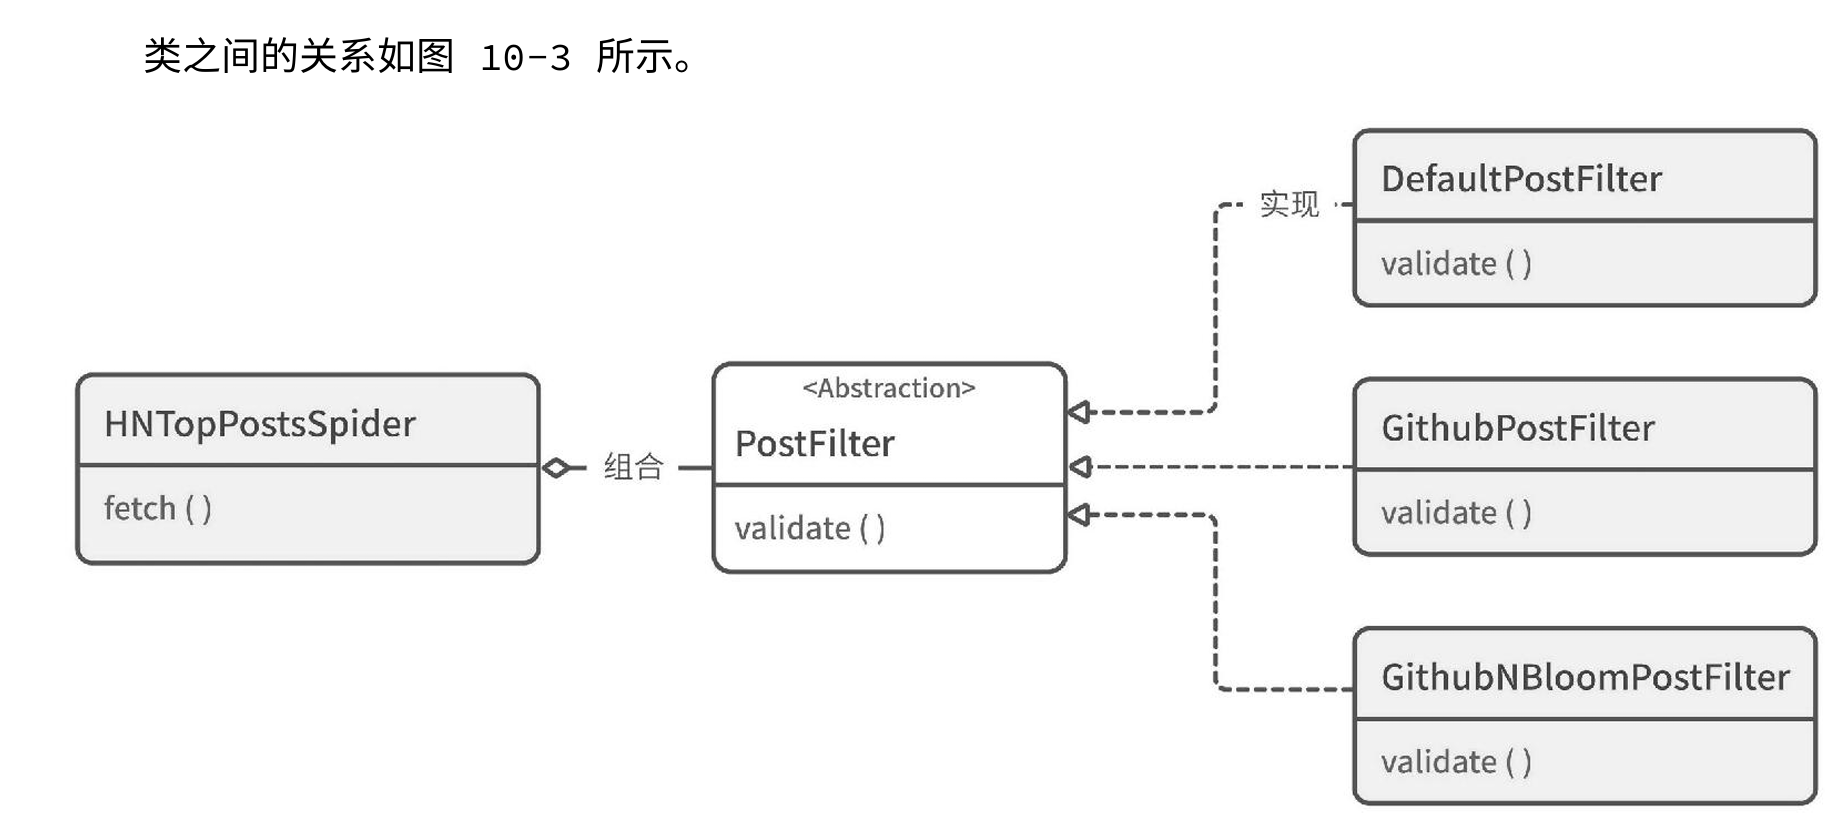 类之间的关系如图 10-3 所示。
DefaultPostFilter
validate ( )
实现
<Abstraction>
PostFilter
validate ( )
HNTopPostsSpider
fetch ( )
组合
GithubPostFilter
validate ( )
GithubNBloomPostFilter
validate ( )